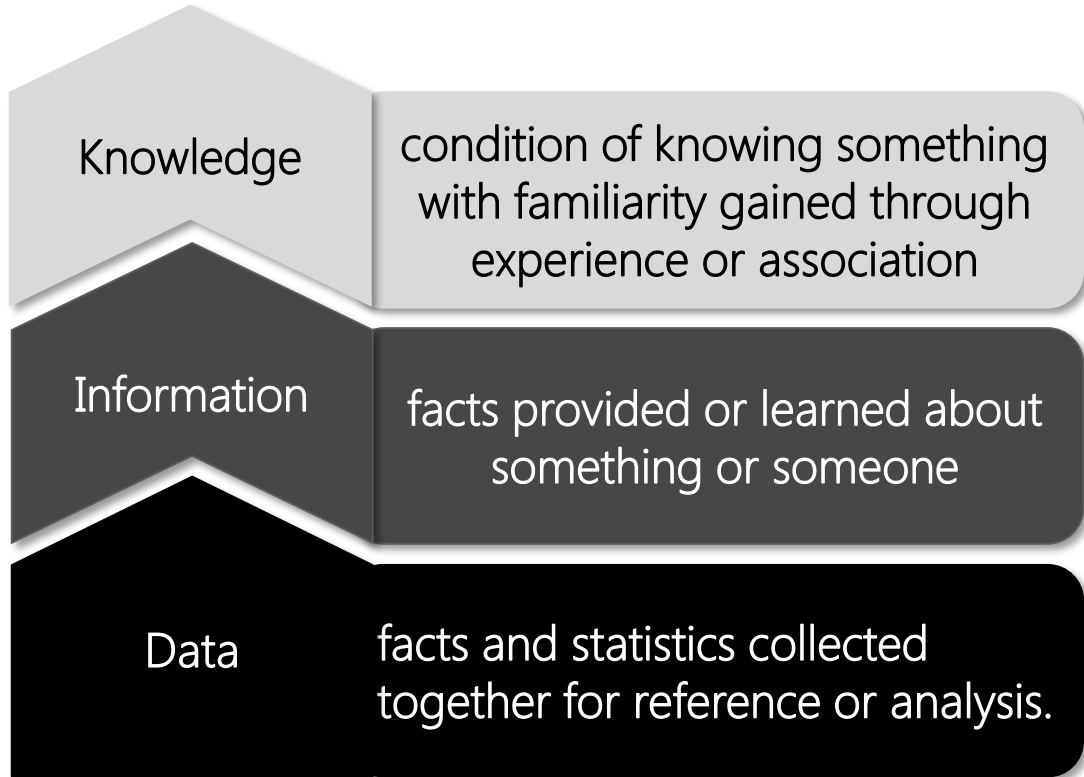 Knowledge
condition of knowing something
with familiarity gained through
experience or association
Information
facts provided or learned about
something or someone
Data
facts and statistics collected
together for reference or analysis.